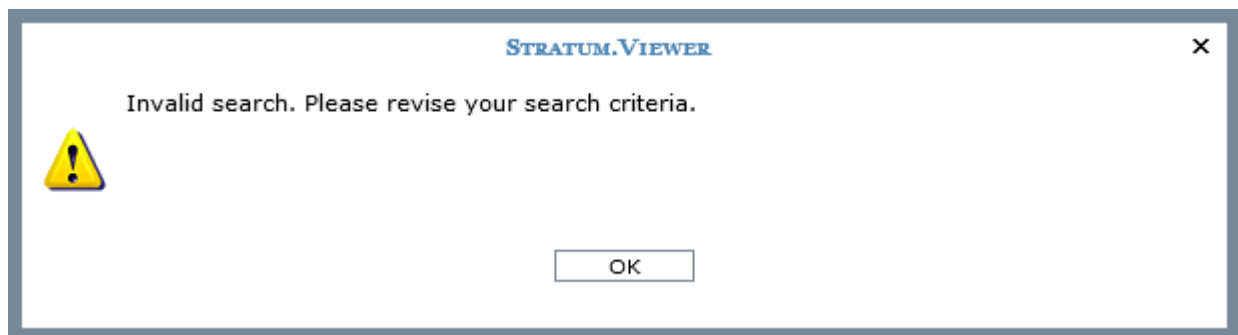 STRATUM.VIEWER
Invalid search. Please revise your search criteria.
OK